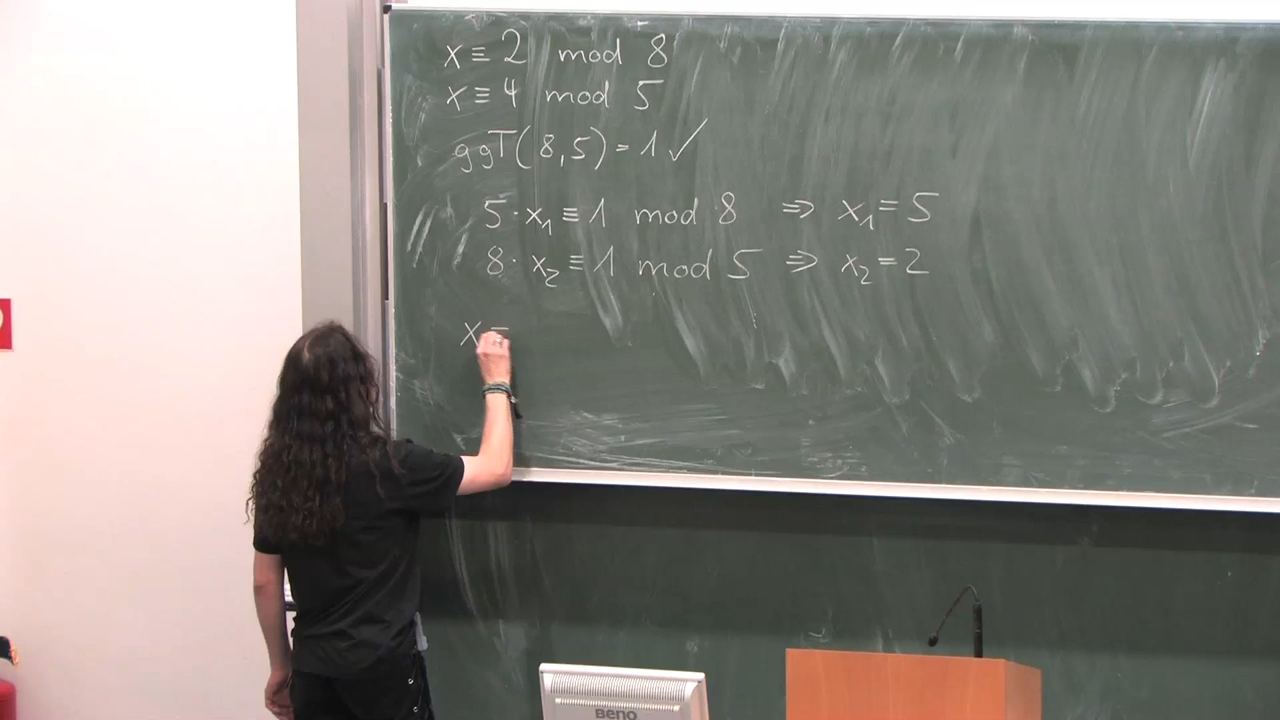 x ≡ 2 mod 8
x ≡ 4 mod 5
ggT(8,5) = 1 ✓
5 · x₁ ≡ 1 mod 8 ⇒ x₁ = 5
8 · x₂ ≡ 1 mod 5 ⇒ x₂ = 2
x =
BenQ